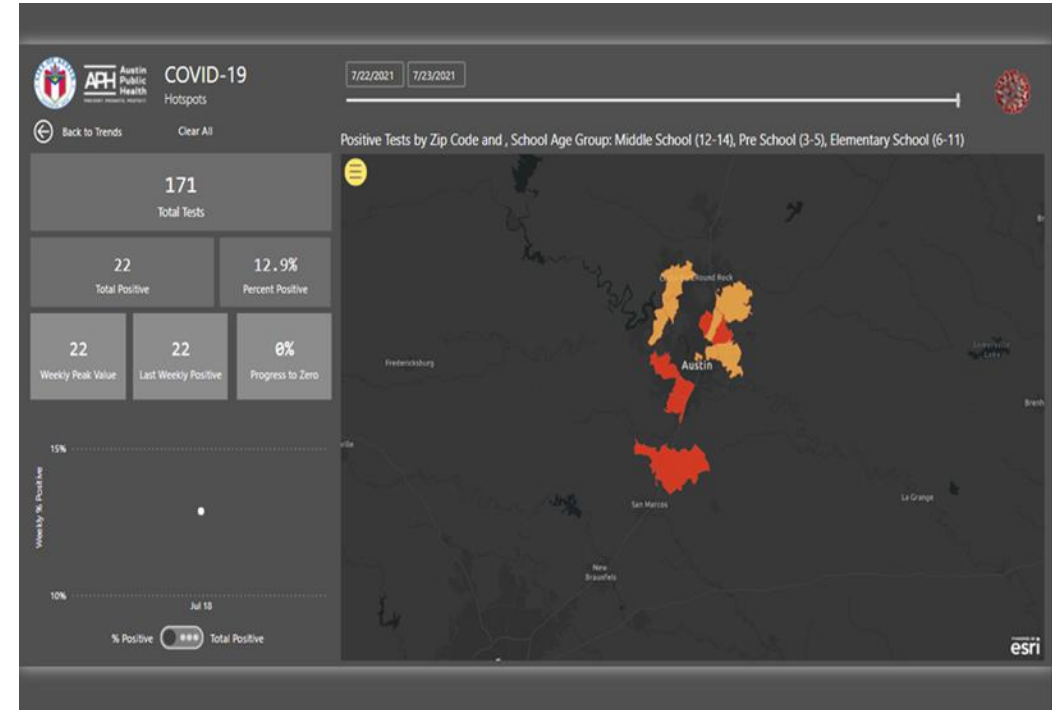 APH
Austin
Public
Health
COVID-19
Hotspots
Back to Trends
Clear All
7/22/2021
7/23/2021
Positive Tests by Zip Code and , School Age Group: Middle School (12-14), Pre School (3-5), Elementary School (6-11)
171
Total Tests
22
Total Positive
12.9%
Percent Positive
22
Weekly Peak Value
22
Last Weekly Positive
0%
Progress to Zero
15%
Weekly % Positive
10%
Jul 18
% Positive
Total Positive
Round Rock
Fredericksburg
Austin
Brenh
ville
San Marcos
La Grange
New
Braunfels
esri